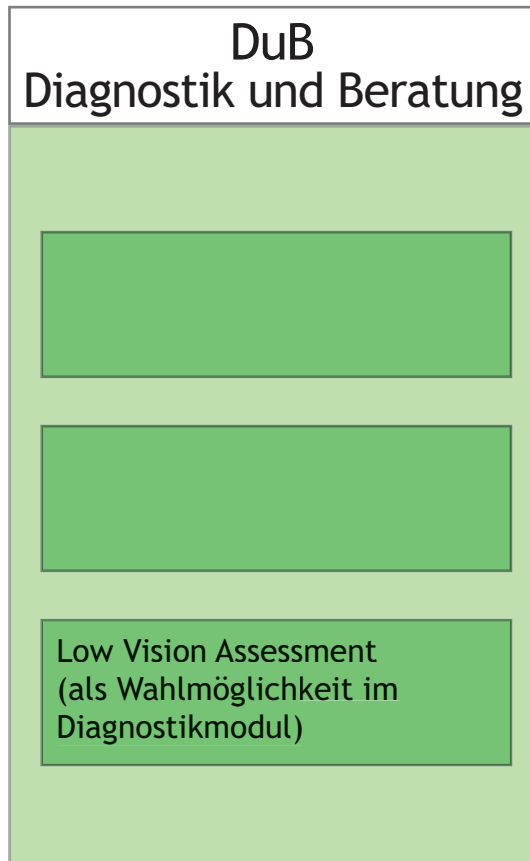 DuB
Diagnostik und Beratung
Low Vision Assessment
(als Wahlmöglichkeit im
Diagnostikmodul)